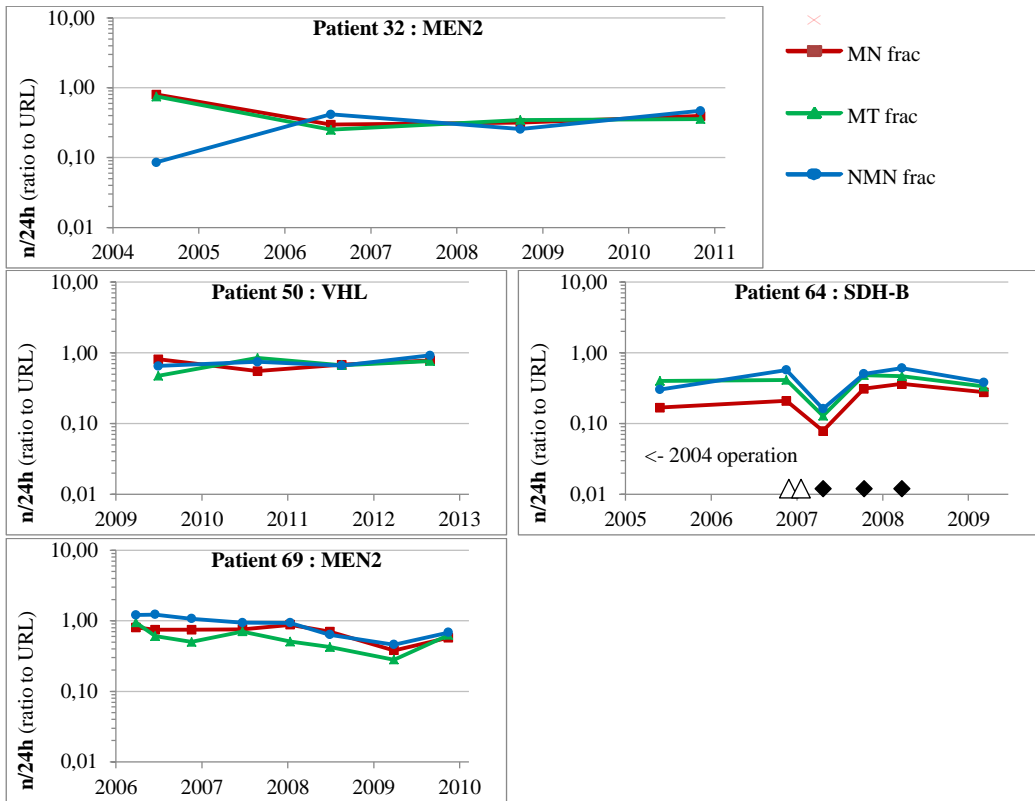 Patient 32 : MEN2
n/24h (ratio to URL)
10,00
1,00
0,10
0,01
2004 2005 2006 2007 2008 2009 2010 2011
MN frac
MT frac
NMN frac
Patient 50 : VHL
n/24h (ratio to URL)
10,00
1,00
0,10
0,01
2009 2010 2011 2012 2013
Patient 64 : SDH-B
n/24h (ratio to URL)
10,00
1,00
0,10
<- 2004 operation
0,01
2005 2006 2007 2008 2009
Patient 69 : MEN2
n/24h (ratio to URL)
10,00
1,00
0,10
0,01
2006 2007 2008 2009 2010